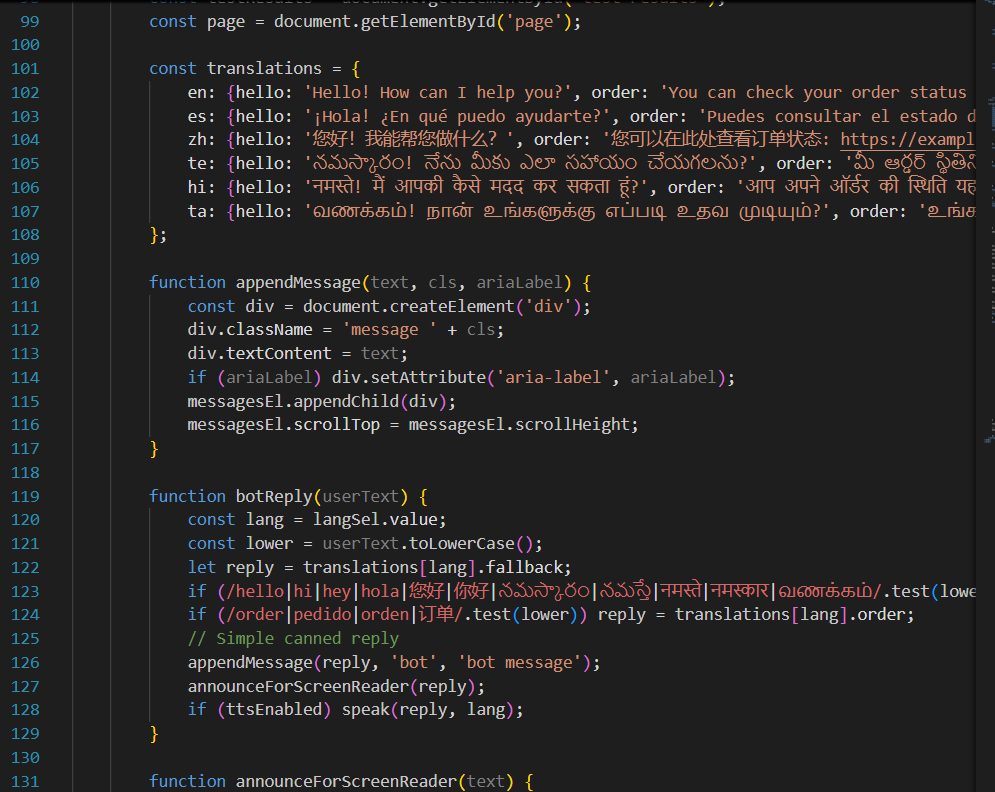 99 const page = document.getElementById('page');
100
101 const translations = {
102 en: {hello: 'Hello! How can I help you?', order: 'You can check your order status
103 es: {hello: '¡Hola! ¿En qué puedo ayudarte?', order: 'Puedes consultar el estado d
104 zh: {hello: '您好! 我能帮您做什么? ', order: '您可以在此处查看订单状态: https://exampl
105 te: {hello: 'నమస్కారం! నేను మీకు ఎలా సహాయం చేయగలను?', order: 'మీ ఆర్డర్
106 hi: {hello: 'नमस्ते! मैं आपकी कैसे मदद कर सकता हूं?', order: 'आप अपने ऑर्डर की स्थिति यह
107 ta: {hello: 'வணக்கம்! நான் உங்களுக்கு எப்படி உதவ முடியும்?', order: 'உங்க
108 };
109
110 function appendMessage(text, cls, ariaLabel) {
111 const div = document.createElement('div');
112 div.className = 'message ' + cls;
113 div.textContent = text;
114 if (ariaLabel) div.setAttribute('aria-label', ariaLabel);
115 messagesEl.appendChild(div);
116 messagesEl.scrollTop = messagesEl.scrollHeight;
117 }
118
119 function botReply(userText) {
120 const lang = langSel.value;
121 const lower = userText.toLowerCase();
122 let reply = translations[lang].fallback;
123 if (/hello|hi|hey|hola|您好|你好|నమస్కారం|నమస్తే|नमस्ते|नमस्कार|வணக்கம்/.test(lowe
124 if (/order|pedido|orden|订单/.test(lower)) reply = translations[lang].order;
125 // Simple canned reply
126 appendMessage(reply, 'bot', 'bot message');
127 announceForScreenReader(reply);
128 if (ttsEnabled) speak(reply, lang);
129 }
130
131 function announceForScreenReader(text) {